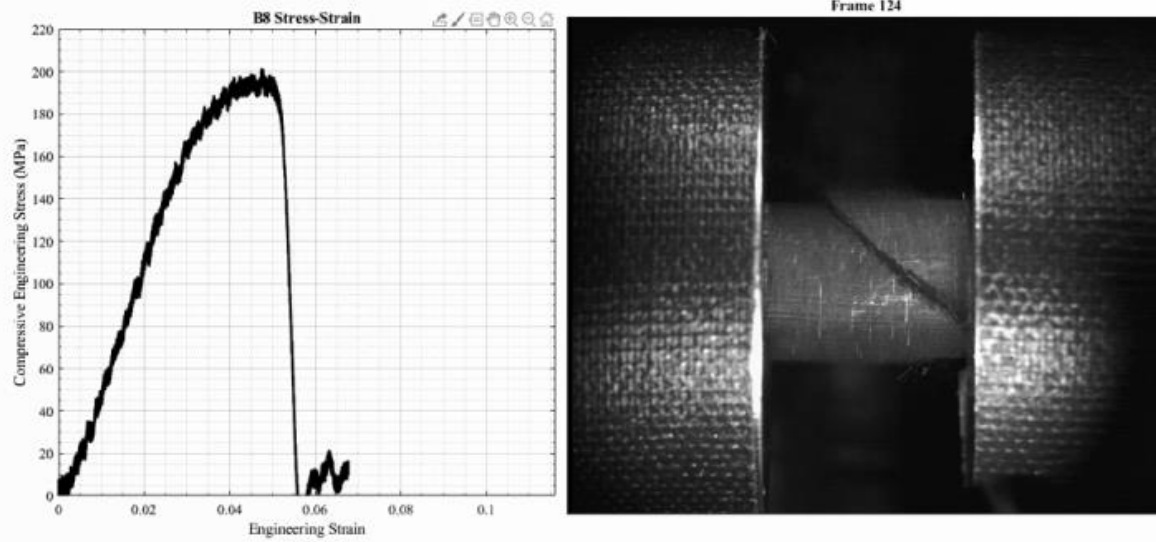 B8 Stress-Strain
220
200
180
160
140
120
100
80
60
40
20
0
Compressive Engineering Stress (MPa)
0 0.02 0.04 0.06 0.08 0.1
Engineering Strain
Frame 124